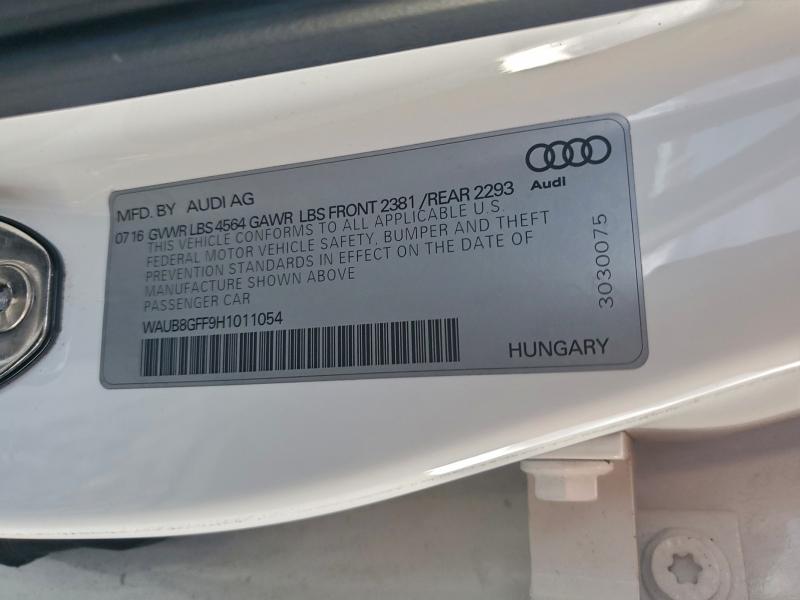 Audi
MFD. BY AUDI AG
07 16 GVWR LBS 4564 GAWR LBS FRONT 2381 /REAR 2293
THIS VEHICLE CONFORMS TO ALL APPLICABLE U.S.
FEDERAL MOTOR VEHICLE SAFETY, BUMPER AND THEFT
PREVENTION STANDARDS IN EFFECT ON THE DATE OF
MANUFACTURE SHOWN ABOVE
PASSENGER CAR
WAUB8GFF9H1011054
HUNGARY
3030075